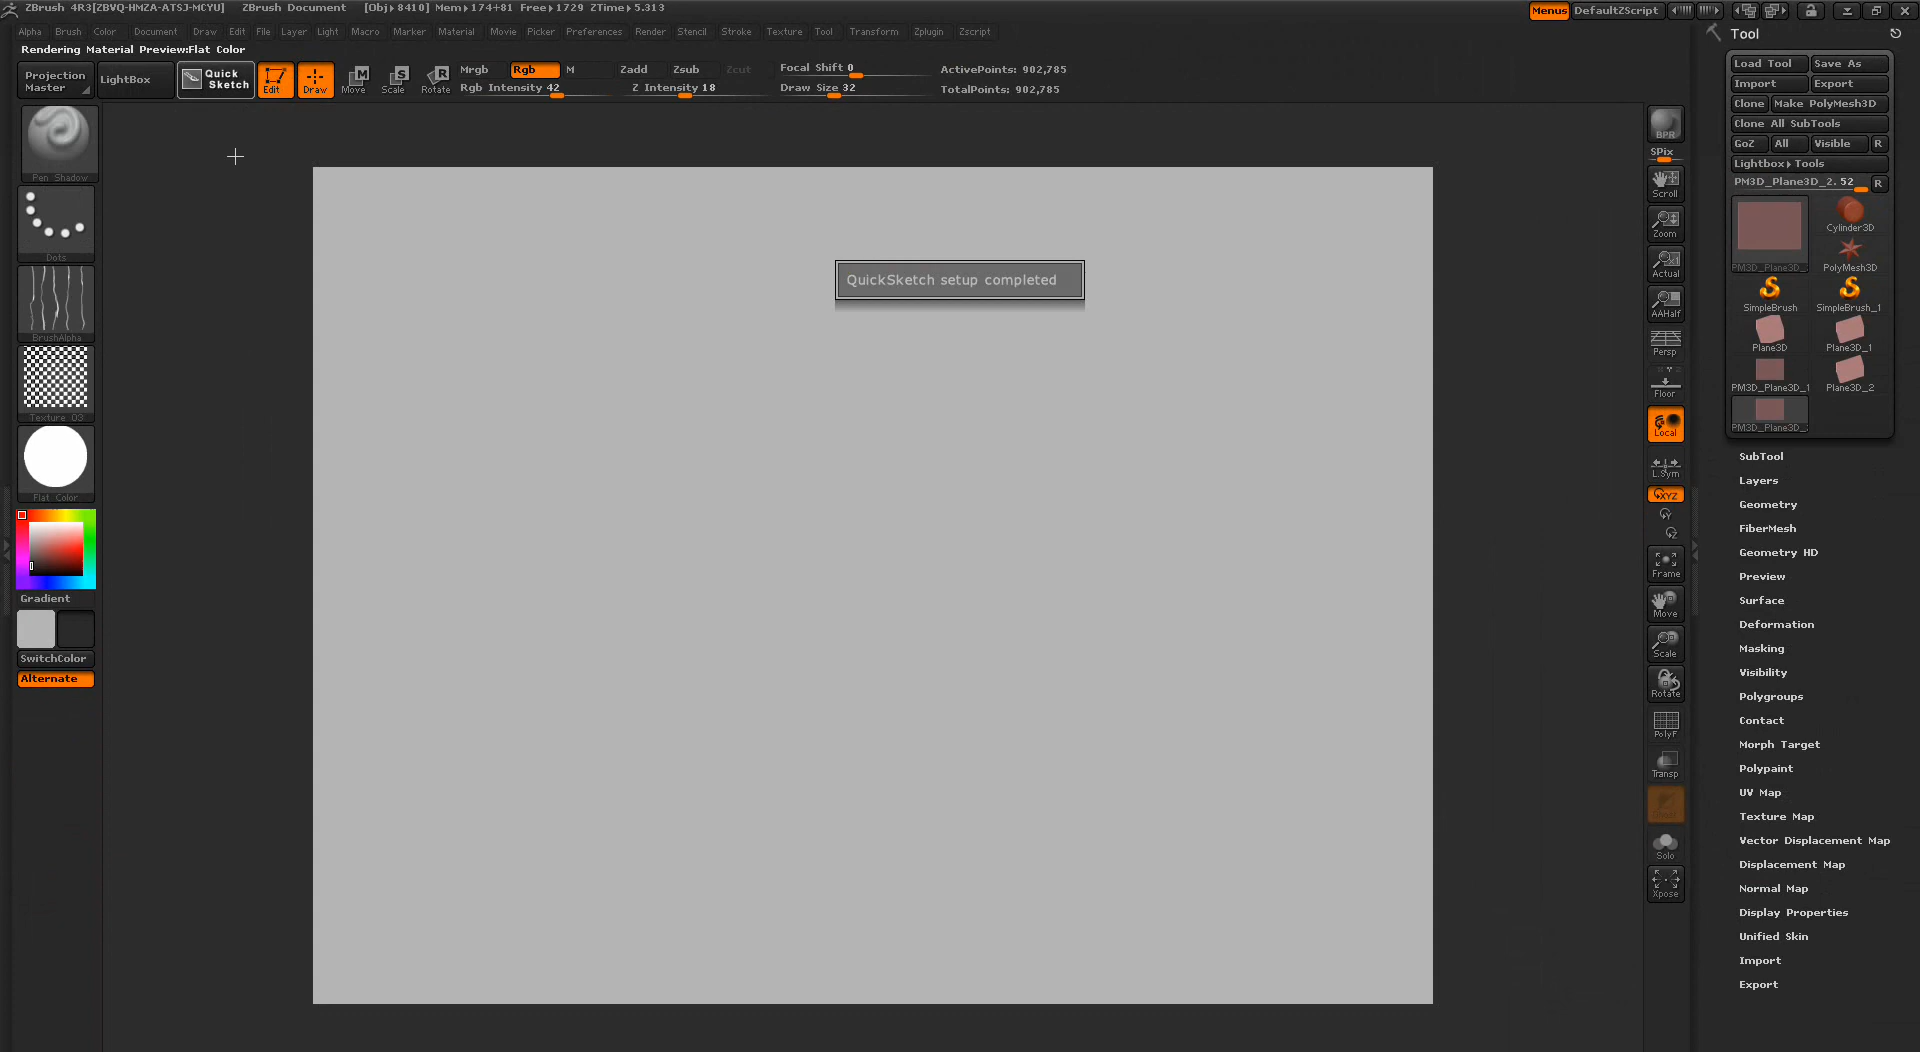 ZBrush 4R3[ZBVQ-HMZA-ATSJ-MCYU] ZBrush Document [Obj▸8410] Mem▸174+81 Free▸1729 ZTime▸5.313 Menus DefaultZScript
Alpha Brush Color Document Draw Edit File Layer Light Macro Marker Material Movie Picker Preferences Render Stencil Stroke Texture Tool Transform Zplugin Zscript
Rendering Material Preview:Flat Color
Projection Master
LightBox
Quick Sketch
Edit
Draw
Move
Scale
Rotate
Mrgb Rgb M
Rgb Intensity 42
Zadd Zsub Zcut
Z Intensity 18
Focal Shift 0
Draw Size 32
ActivePoints: 902,785
TotalPoints: 902,785
Pen Shadow
Dots
BrushAlpha
Texture 03
Flat Color
Gradient
SwitchColor
Alternate
QuickSketch setup completed
BPR
SPix
Scroll
Zoom
Actual
AAHalf
Persp
Floor
Local
L.Sym
XYZ
Y
Z
Frame
Move
Scale
Rotate
PolyF
Transp
Solo
Xpose
Tool
Load Tool Save As
Import Export
Clone Make PolyMesh3D
Clone All SubTools
GoZ All Visible R
Lightbox▸Tools
PM3D_Plane3D_2. 52 R
Cylinder3D
PM3D_Plane3D_ PolyMesh3D
SimpleBrush SimpleBrush_1
Plane3D Plane3D_1
PM3D_Plane3D_1 Plane3D_2
PM3D_Plane3D_
SubTool
Layers
Geometry
FiberMesh
Geometry HD
Preview
Surface
Deformation
Masking
Visibility
Polygroups
Contact
Morph Target
Polypaint
UV Map
Texture Map
Vector Displacement Map
Displacement Map
Normal Map
Display Properties
Unified Skin
Import
Export